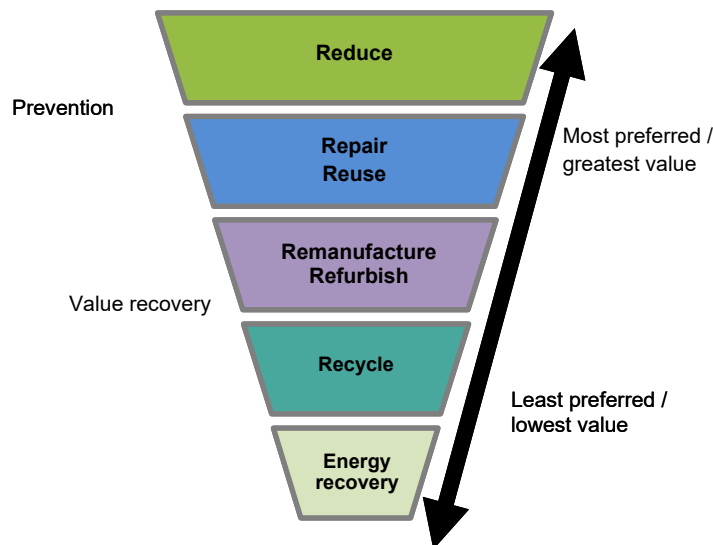 Reduce
Prevention
Repair
Reuse
Most preferred /
greatest value
Remanufacture
Refurbish
Value recovery
Recycle
Least preferred /
lowest value
Energy
recovery